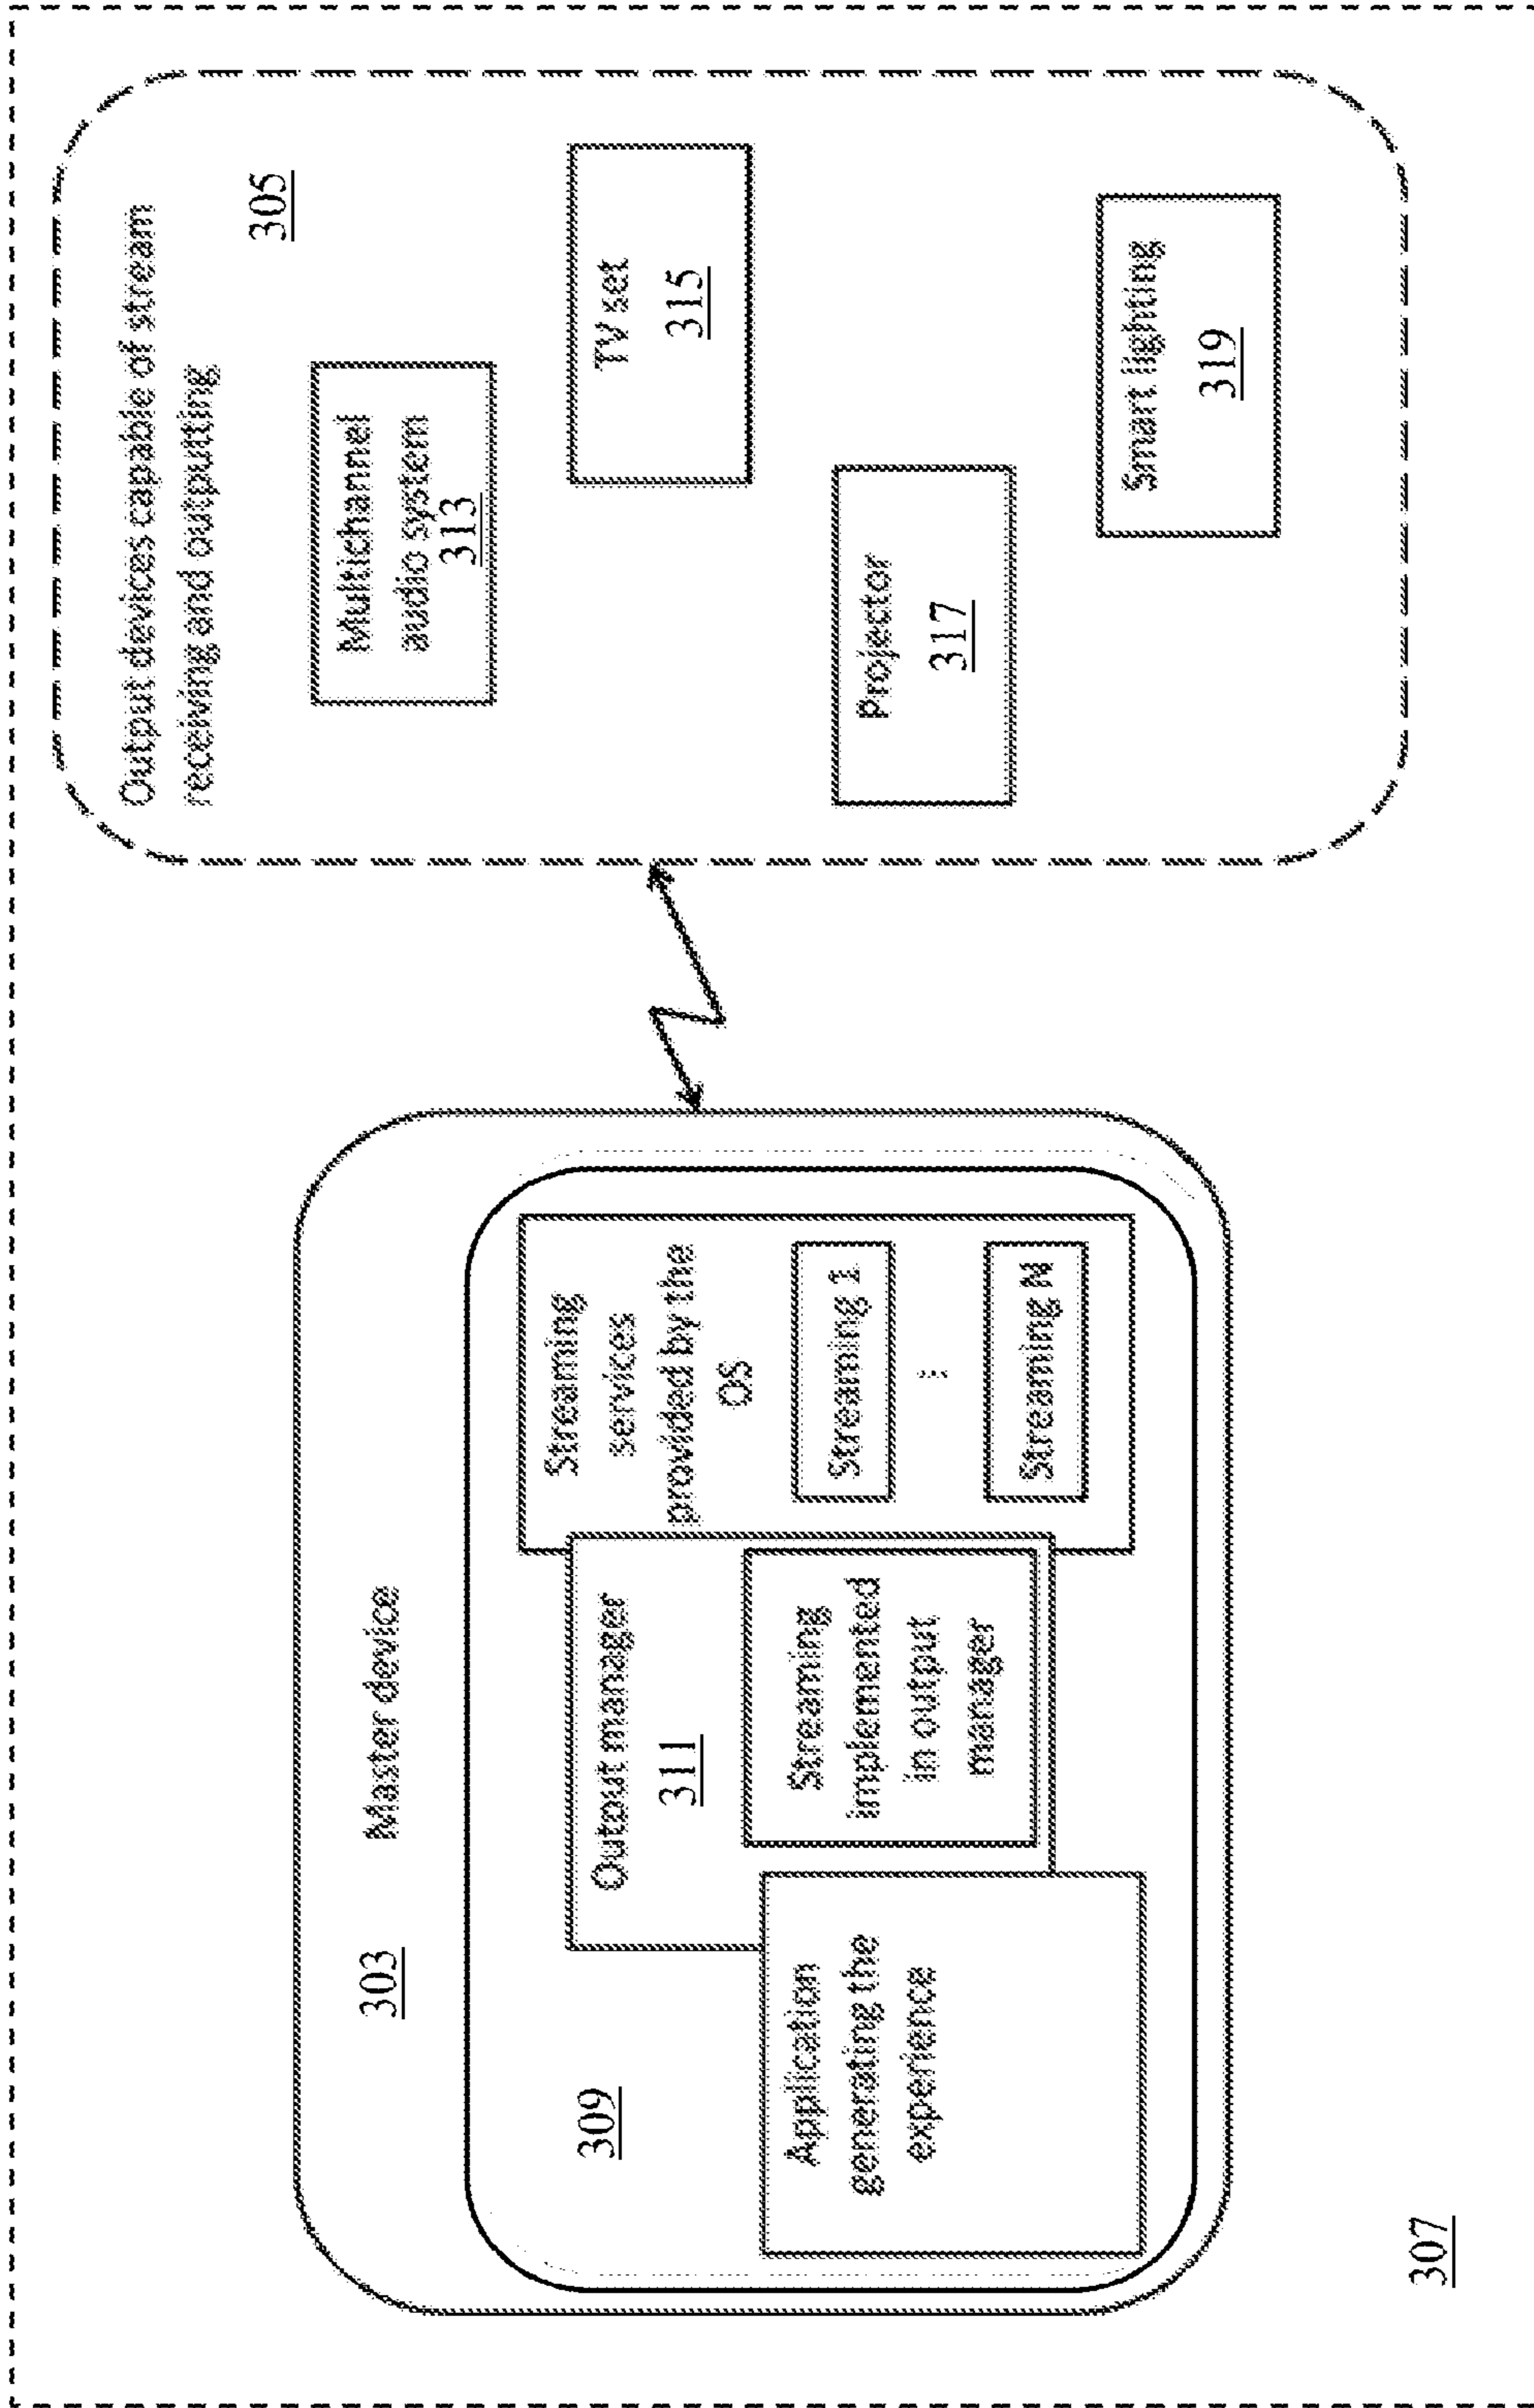 Master device
303
309
Output manager
311
Streaming
implemented
in output
manager
Application
generating the
experience
Streaming
services
provided by the
OS
Streaming 1
⋮
Streaming N
Output devices capable of stream
receiving and outputting
305
Multichannel
audio system
313
TV set
315
Projector
317
Smart lighting
319
307